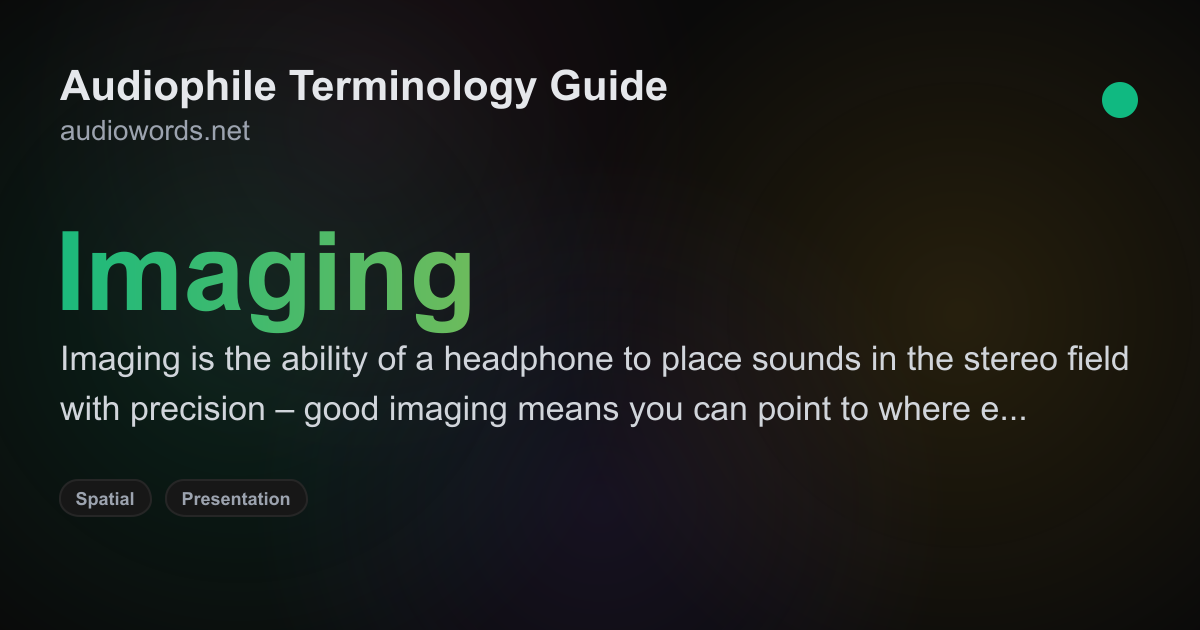 Audiophile Terminology Guide
audiowords.net
Imaging
Imaging is the ability of a headphone to place sounds in the stereo field
with precision – good imaging means you can point to where e...
Spatial
Presentation